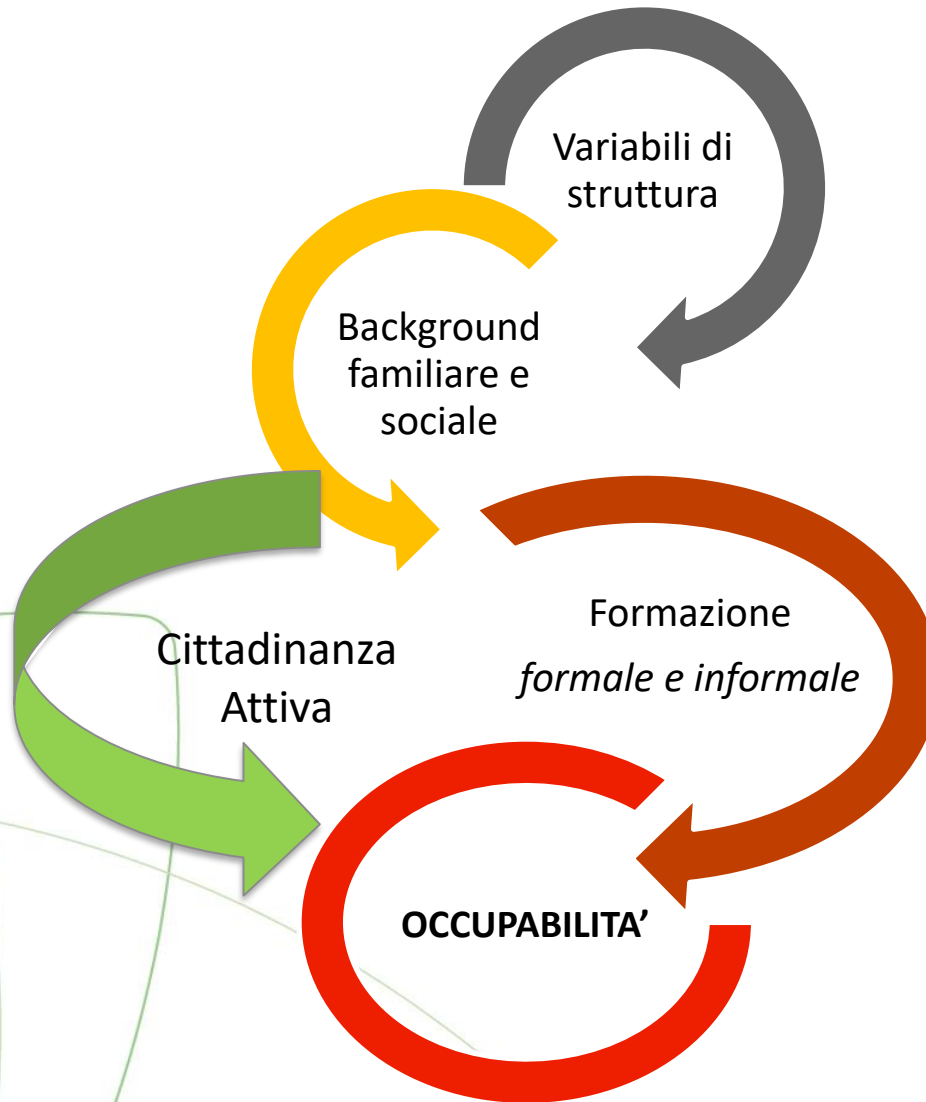 Variabili di
struttura
Background
familiare e
sociale
Formazione
formale e informale
Cittadinanza
Attiva
OCCUPABILITA’